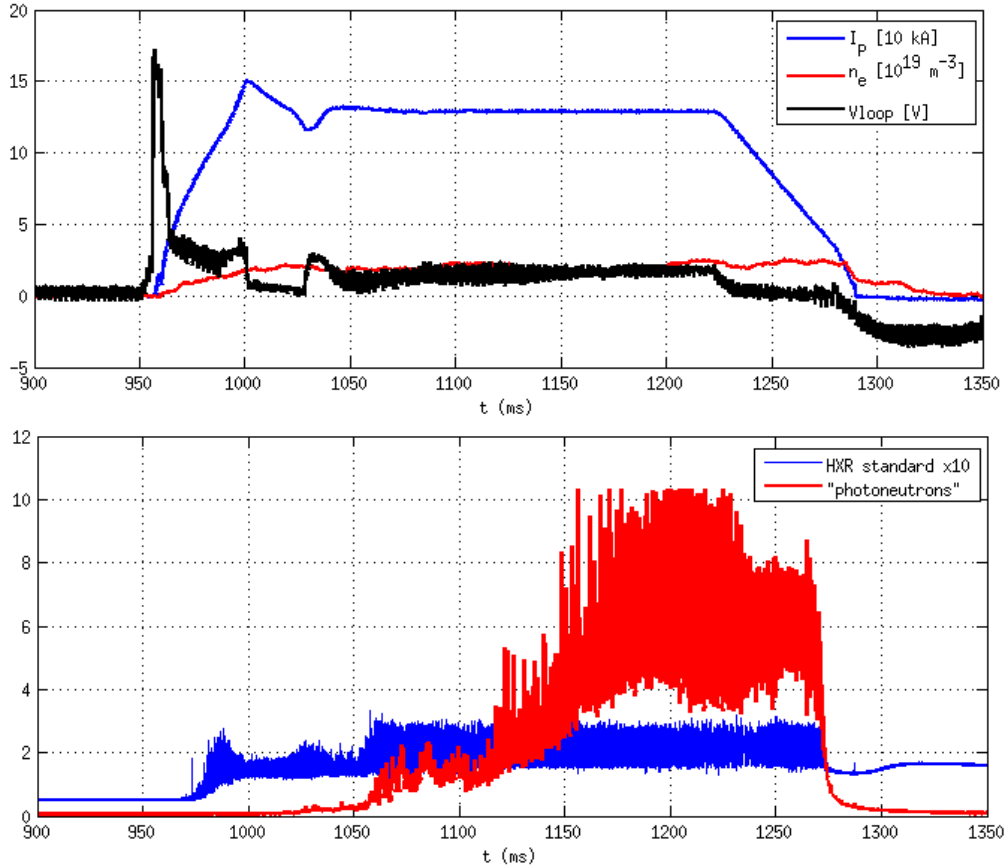 20
15
10
5
0
-5
I_p [10 kA]
n_e [10^19 m^-3]
Vloop [V]
900 950 1000 1050 1100 1150 1200 1250 1300 1350
t (ms)
12
10
8
6
4
2
0
HXR standard x10
"photoneutrons"
900 950 1000 1050 1100 1150 1200 1250 1300 1350
t (ms)